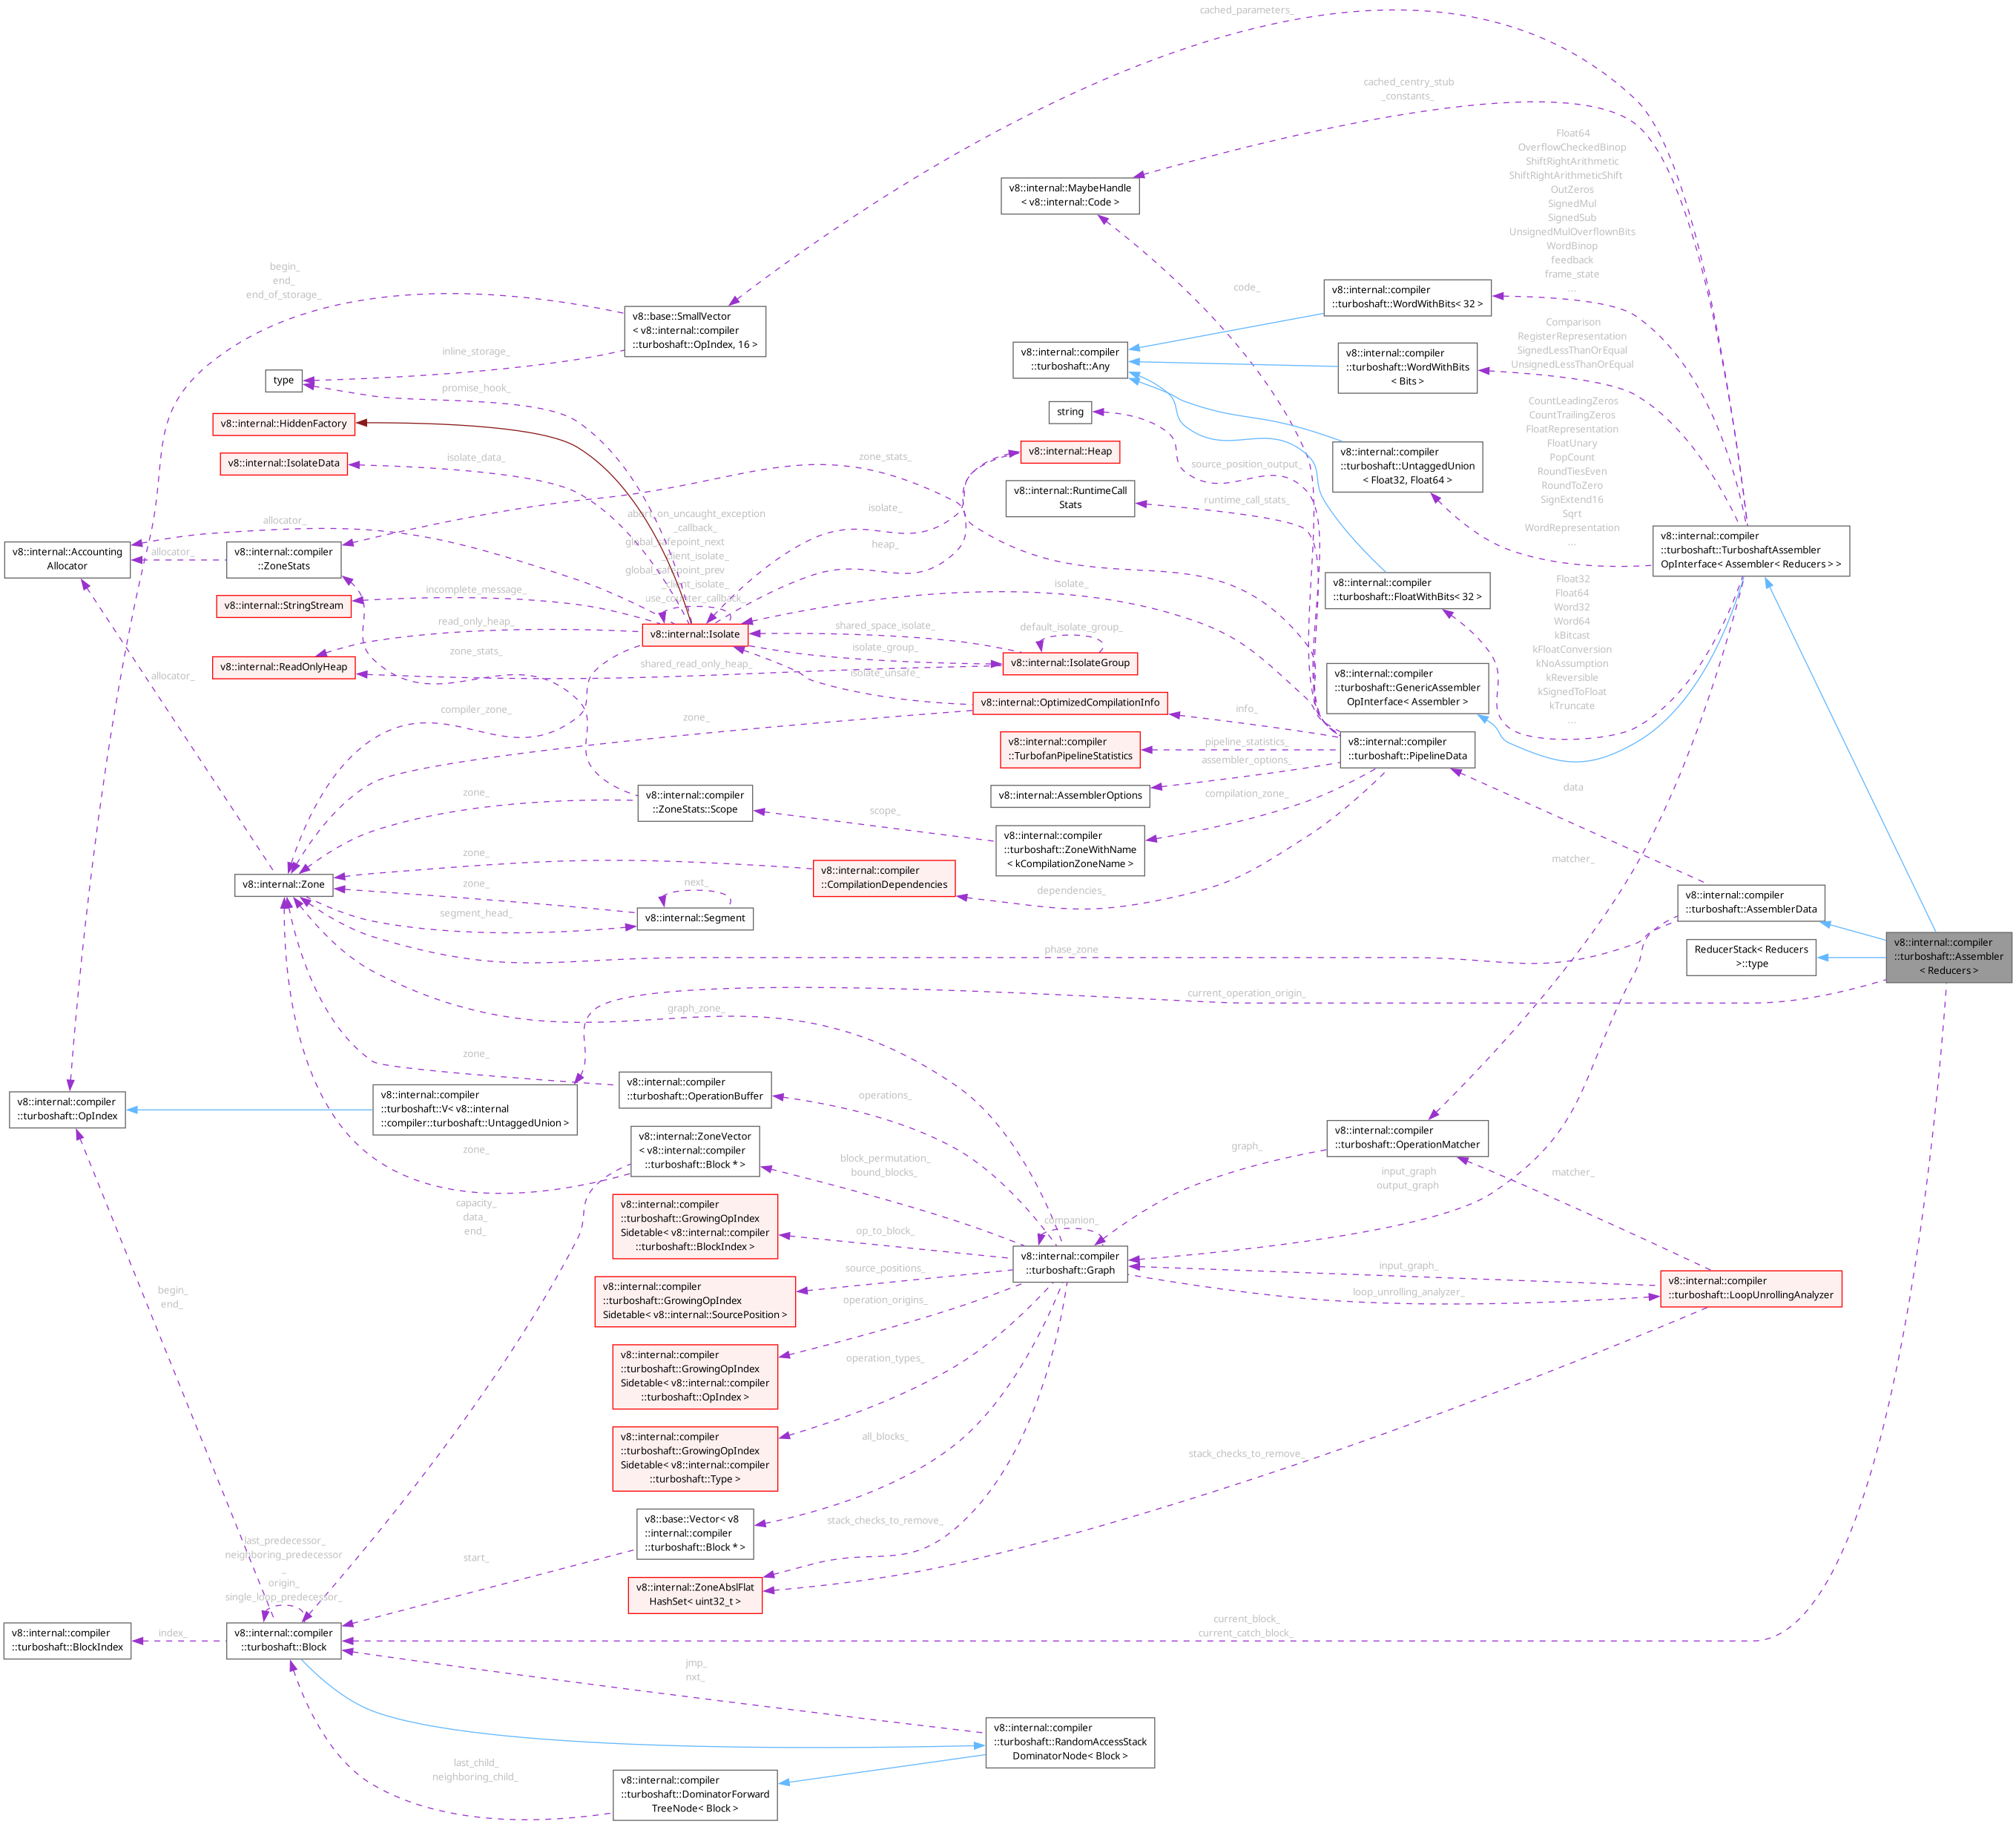 cached_parameters_
cached_centry_stub
_constants_
Float64
OverflowCheckedBinop
ShiftRightArithmetic
ShiftRightArithmeticShift
OutZeros
SignedMul
SignedSub
UnsignedMulOverflownBits
WordBinop
feedback
frame_state
...
v8::internal::MaybeHandle
< v8::internal::Code >
begin_
end_
end_of_storage_
code_
v8::internal::compiler
::turboshaft::WordWithBits< 32 >
v8::base::SmallVector
< v8::internal::compiler
::turboshaft::OpIndex, 16 >
Comparison
RegisterRepresentation
SignedLessThanOrEqual
UnsignedLessThanOrEqual
inline_storage_
v8::internal::compiler
::turboshaft::Any
v8::internal::compiler
::turboshaft::WordWithBits
< Bits >
type
promise_hook_
string
CountLeadingZeros
CountTrailingZeros
FloatRepresentation
FloatUnary
PopCount
RoundTiesEven
RoundToZero
SignExtend16
Sqrt
WordRepresentation
...
v8::internal::HiddenFactory
v8::internal::IsolateData
isolate_data_
zone_stats_
v8::internal::Heap
source_position_output_
v8::internal::compiler
::turboshaft::UntaggedUnion
< Float32, Float64 >
v8::internal::RuntimeCall
Stats
runtime_call_stats_
isolate_
heap_
abort_on_uncaught_exception
_callback_
global_safepoint_next
_client_isolate_
global_safepoint_prev
_client_isolate_
use_counter_callback_
allocator_
v8::internal::Accounting
Allocator
allocator_
v8::internal::compiler
::ZoneStats
v8::internal::compiler
::turboshaft::TurboshaftAssembler
OpInterface< Assembler< Reducers > >
v8::internal::StringStream
incomplete_message_
isolate_
v8::internal::compiler
::turboshaft::FloatWithBits< 32 >
Float32
Float64
Word32
Word64
kBitcast
kFloatConversion
kNoAssumption
kReversible
kSignedToFloat
kTruncate
...
read_only_heap_
v8::internal::Isolate
shared_space_isolate_
isolate_group_
default_isolate_group_
v8::internal::IsolateGroup
v8::internal::ReadOnlyHeap
zone_stats_
shared_read_only_heap_
isolate_unsafe_
allocator_
v8::internal::compiler
::turboshaft::GenericAssembler
OpInterface< Assembler >
compiler_zone_
zone_
v8::internal::OptimizedCompilationInfo
info_
v8::internal::compiler
::TurbofanPipelineStatistics
pipeline_statistics_
v8::internal::compiler
::turboshaft::PipelineData
assembler_options_
v8::internal::AssemblerOptions
compilation_zone_
data
zone_
v8::internal::compiler
::ZoneStats::Scope
scope_
v8::internal::compiler
::turboshaft::ZoneWithName
< kCompilationZoneName >
matcher_
v8::internal::Zone
zone_
v8::internal::compiler
::CompilationDependencies
dependencies_
zone_
next_
segment_head_
v8::internal::Segment
v8::internal::compiler
::turboshaft::AssemblerData
phase_zone
ReducerStack< Reducers
>::type
v8::internal::compiler
::turboshaft::Assembler
< Reducers >
current_operation_origin_
graph_zone_
zone_
v8::internal::compiler
::turboshaft::OpIndex
v8::internal::compiler
::turboshaft::V< v8::internal
::compiler::turboshaft::UntaggedUnion >
v8::internal::compiler
::turboshaft::OperationBuffer
operations_
zone_
v8::internal::ZoneVector
< v8::internal::compiler
::turboshaft::Block * >
block_permutation_
bound_blocks_
graph_
v8::internal::compiler
::turboshaft::OperationMatcher
input_graph
output_graph
matcher_
capacity_
data_
end_
v8::internal::compiler
::turboshaft::GrowingOpIndex
Sidetable< v8::internal::compiler
::turboshaft::BlockIndex >
op_to_block_
companion_
v8::internal::compiler
::turboshaft::Graph
input_graph_
loop_unrolling_analyzer_
v8::internal::compiler
::turboshaft::LoopUnrollingAnalyzer
source_positions_
v8::internal::compiler
::turboshaft::GrowingOpIndex
Sidetable< v8::internal::SourcePosition >
operation_origins_
begin_
end_
v8::internal::compiler
::turboshaft::GrowingOpIndex
Sidetable< v8::internal::compiler
::turboshaft::OpIndex >
operation_types_
v8::internal::compiler
::turboshaft::GrowingOpIndex
Sidetable< v8::internal::compiler
::turboshaft::Type >
all_blocks_
stack_checks_to_remove_
v8::base::Vector< v8
::internal::compiler
::turboshaft::Block * >
stack_checks_to_remove_
start_
last_predecessor_
neighboring_predecessor
_
origin_
single_loop_predecessor_
v8::internal::ZoneAbslFlat
HashSet< uint32_t >
v8::internal::compiler
::turboshaft::BlockIndex
index_
v8::internal::compiler
::turboshaft::Block
current_block_
current_catch_block_
jmp_
nxt_
v8::internal::compiler
::turboshaft::RandomAccessStack
DominatorNode< Block >
last_child_
neighboring_child_
v8::internal::compiler
::turboshaft::DominatorForward
TreeNode< Block >